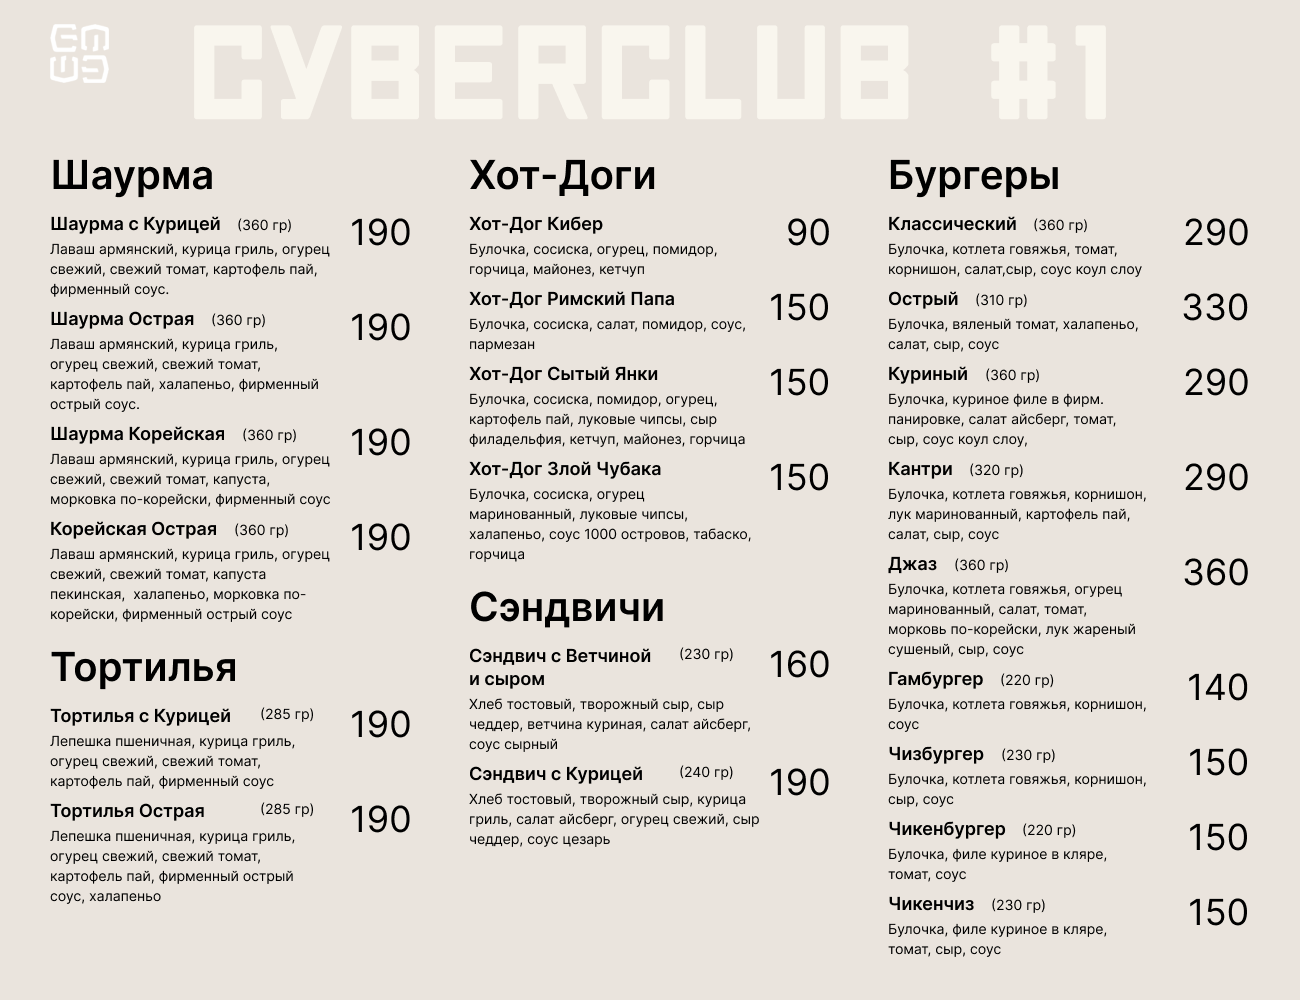 CYBERCLUB #1
Шаурма
Шаурма с Курицей (360 гр) 190
Лаваш армянский, курица гриль, огурец
свежий, свежий томат, картофель пай,
фирменный соус.
Шаурма Острая (360 гр) 190
Лаваш армянский, курица гриль,
огурец свежий, свежий томат,
картофель пай, халапеньо, фирменный
острый соус.
Шаурма Корейская (360 гр) 190
Лаваш армянский, курица гриль, огурец
свежий, свежий томат, капуста,
морковка по-корейски, фирменный соус
Корейская Острая (360 гр) 190
Лаваш армянский, курица гриль, огурец
свежий, свежий томат, капуста
пекинская,  халапеньо, морковка по-
корейски, фирменный острый соус
Тортилья
Тортилья с Курицей (285 гр) 190
Лепешка пшеничная, курица гриль,
огурец свежий, свежий томат,
картофель пай, фирменный соус
Тортилья Острая (285 гр) 190
Лепешка пшеничная, курица гриль,
огурец свежий, свежий томат,
картофель пай, фирменный острый
соус, халапеньо
Хот-Доги
Хот-Дог Кибер 90
Булочка, сосиска, огурец, помидор,
горчица, майонез, кетчуп
Хот-Дог Римский Папа 150
Булочка, сосиска, салат, помидор, соус,
пармезан
Хот-Дог Сытый Янки 150
Булочка, сосиска, помидор, огурец,
картофель пай, луковые чипсы, сыр
филадельфия, кетчуп, майонез, горчица
Хот-Дог Злой Чубака 150
Булочка, сосиска, огурец
маринованный, луковые чипсы,
халапеньо, соус 1000 островов, табаско,
горчица
Сэндвичи
Сэндвич с Ветчиной (230 гр) 160
и сыром
Хлеб тостовый, творожный сыр, сыр
чеддер, ветчина куриная, салат айсберг,
соус сырный
Сэндвич с Курицей (240 гр) 190
Хлеб тостовый, творожный сыр, курица
гриль, салат айсберг, огурец свежий, сыр
чеддер, соус цезарь
Бургеры
Классический (360 гр) 290
Булочка, котлета говяжья, томат,
корнишон, салат,сыр, соус коул слоу
Острый (310 гр) 330
Булочка, вяленый томат, халапеньо,
салат, сыр, соус
Куриный (360 гр) 290
Булочка, куриное филе в фирм.
панировке, салат айсберг, томат,
сыр, соус коул слоу,
Кантри (320 гр) 290
Булочка, котлета говяжья, корнишон,
лук маринованный, картофель пай,
салат, сыр, соус
Джаз (360 гр) 360
Булочка, котлета говяжья, огурец
маринованный, салат, томат,
морковь по-корейски, лук жареный
сушеный, сыр, соус
Гамбургер (220 гр) 140
Булочка, котлета говяжья, корнишон,
соус
Чизбургер (230 гр) 150
Булочка, котлета говяжья, корнишон,
сыр, соус
Чикенбургер (220 гр) 150
Булочка, филе куриное в кляре,
томат, соус
Чикенчиз (230 гр) 150
Булочка, филе куриное в кляре,
томат, сыр, соус